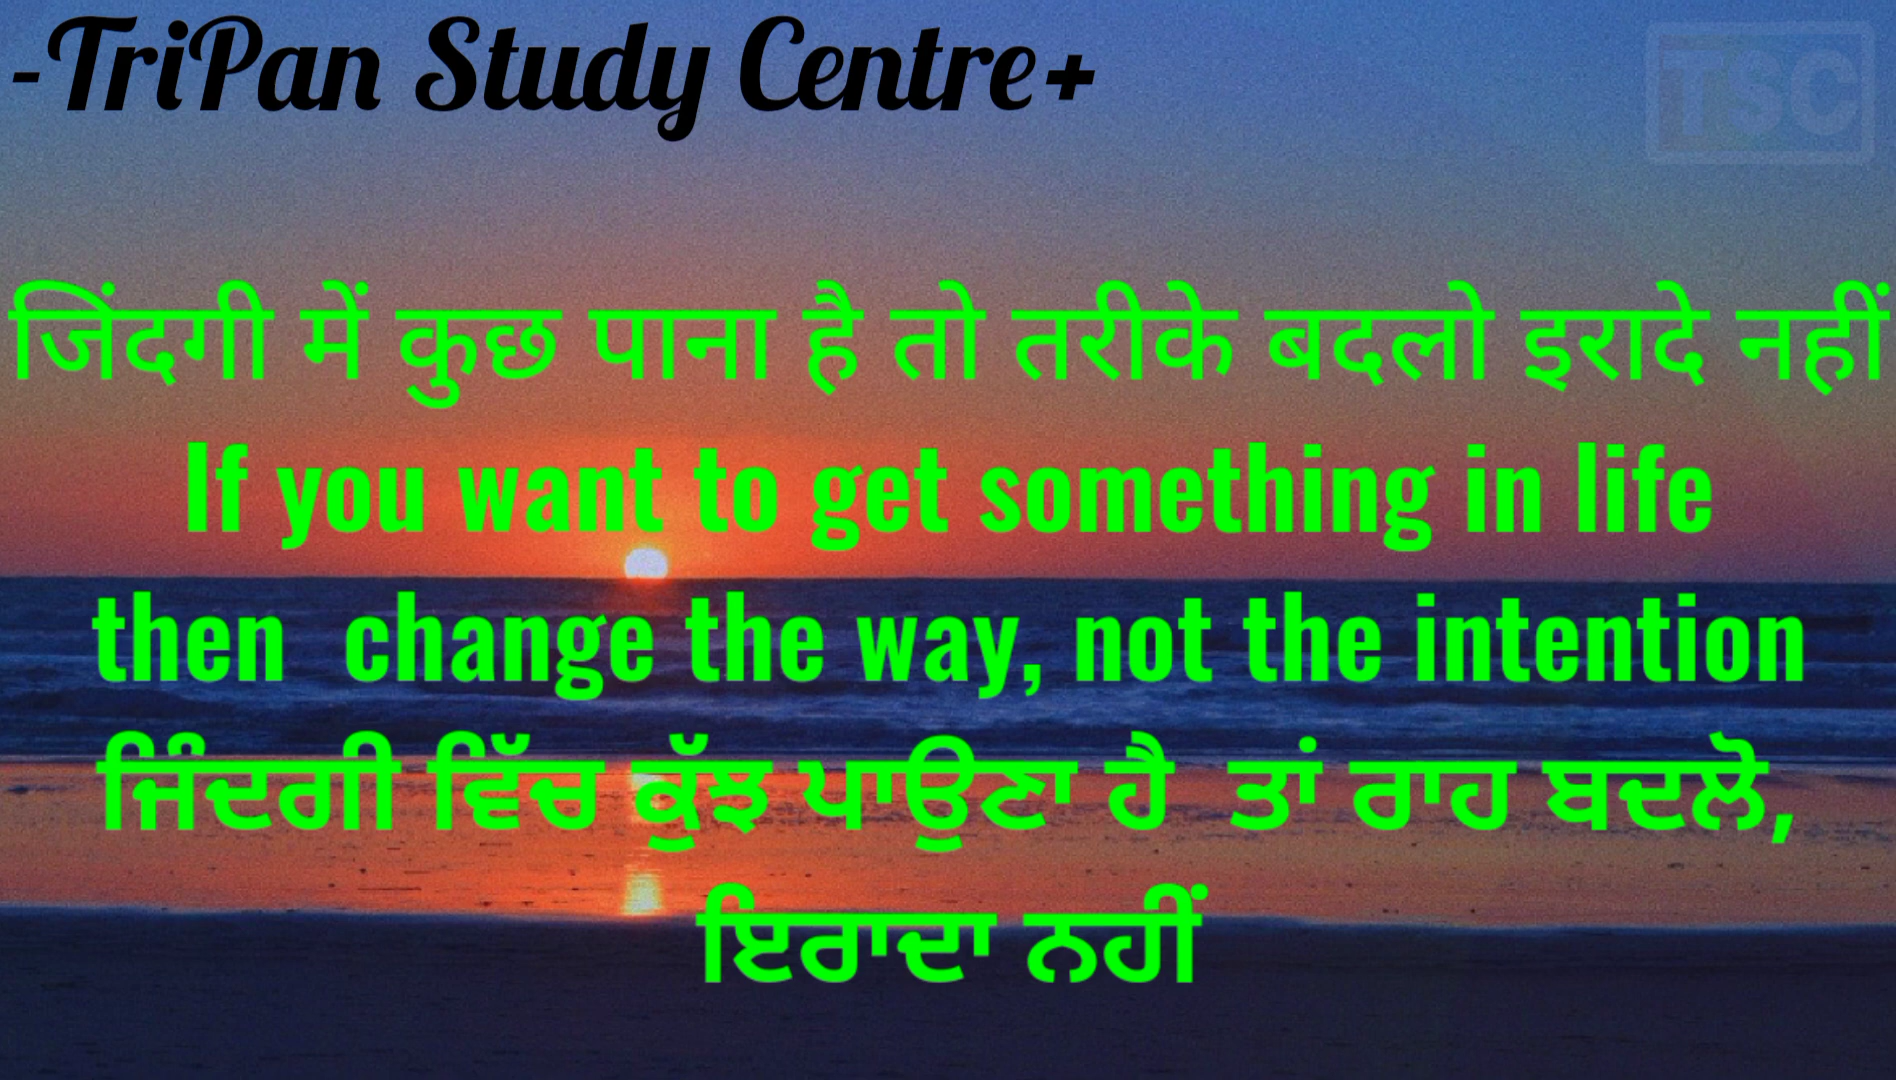 -TriPan Study Centre+
TSC
जिंदगी में कुछ पाना है तो तरीके बदलो इरादे नहीं
If you want to get something in life
then change the way, not the intention
ਜਿੰਦਗੀ ਵਿੱਚ ਕੁੱਝ ਪਾਉਣਾ ਹੈ ਤਾਂ ਰਾਹ ਬਦਲੋ,
ਇਰਾਦਾ ਨਹੀਂ